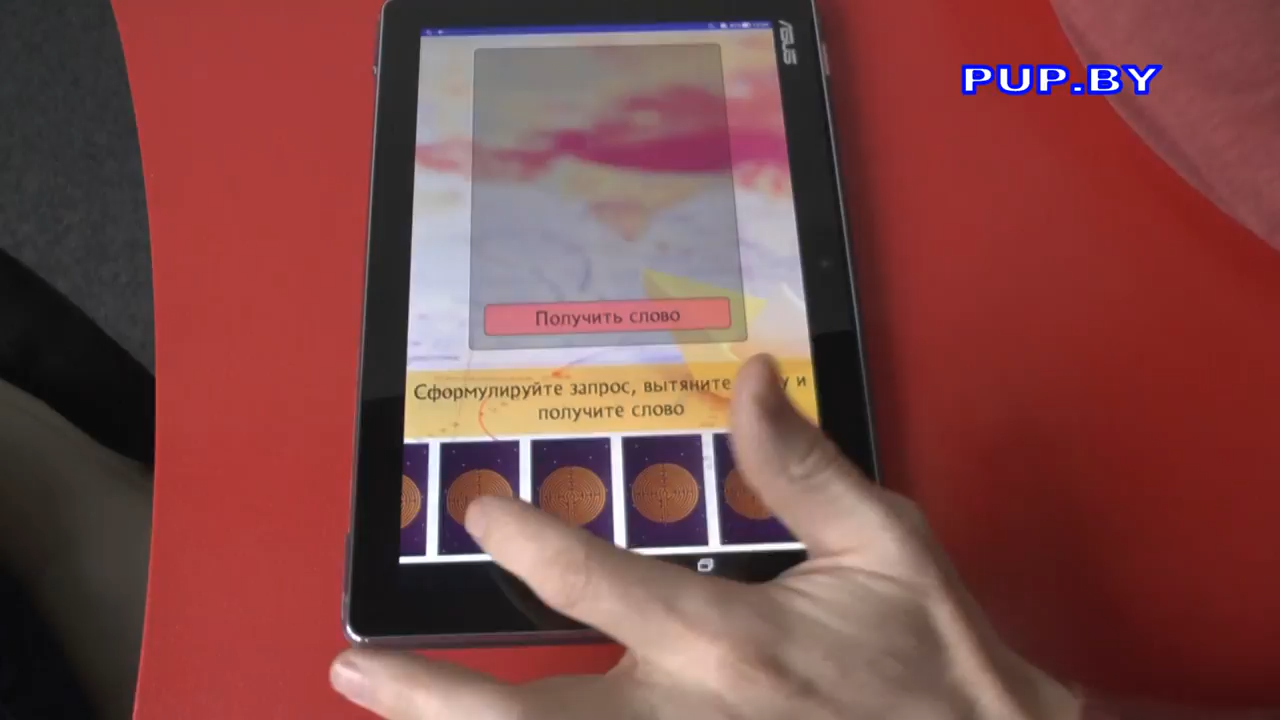 ASUS
PUP.BY
Получить слово
Сформулируйте запрос, вытяните и
получите слово